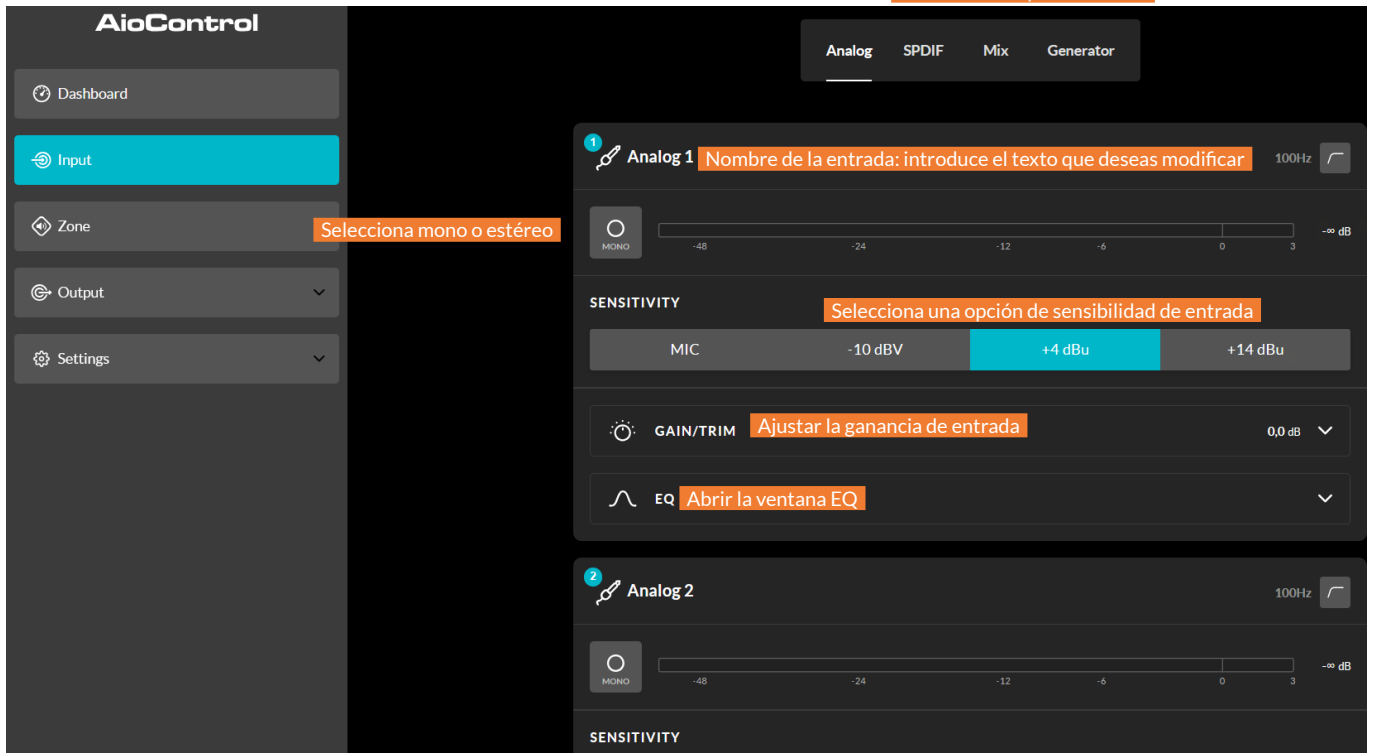 AioControl
Analog SPDIF Mix Generator
Dashboard
Input
Zone
Output
Settings
1
Analog 1 Nombre de la entrada: introduce el texto que deseas modificar 100Hz
Selecciona mono o estéreo
MONO -48 -24 -12 -6 0 3 -∞ dB
SENSITIVITY Selecciona una opción de sensibilidad de entrada
MIC -10 dBV +4 dBu +14 dBu
GAIN/TRIM Ajustar la ganancia de entrada 0,0 dB
EQ Abrir la ventana EQ
2
Analog 2 100Hz
MONO -48 -24 -12 -6 0 3 -∞ dB
SENSITIVITY